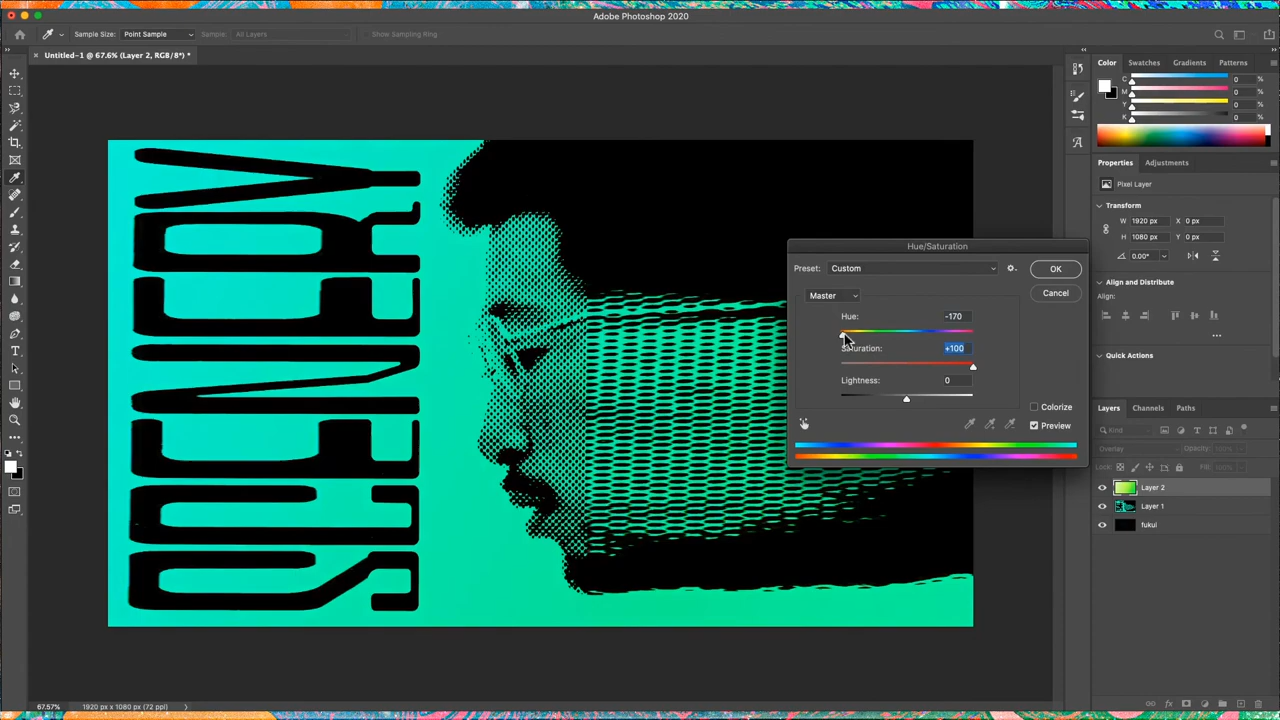 Adobe Photoshop 2020
Sample Size: Point Sample Sample: All Layers Show Sampling Ring
Untitled-1 @ 67.6% (Layer 2, RGB/8*) *
Color Swatches Gradients Patterns
C 0 %
M 0 %
Y 0 %
K 0 %
Properties Adjustments
Pixel Layer
Transform
W 1920 px X 0 px
H 1080 px Y 0 px
0.00°
Align and Distribute
Align:
Quick Actions
Layers Channels Paths
Kind
Overlay Opacity: 100%
Lock: Fill: 100%
Layer 2
Layer 1
fukui
Hue/Saturation
Preset: Custom OK
Cancel
Master
Hue: -170
Saturation: +100
Lightness: 0
Colorize
Preview
67.57% 1920 px x 1080 px (72 ppi)